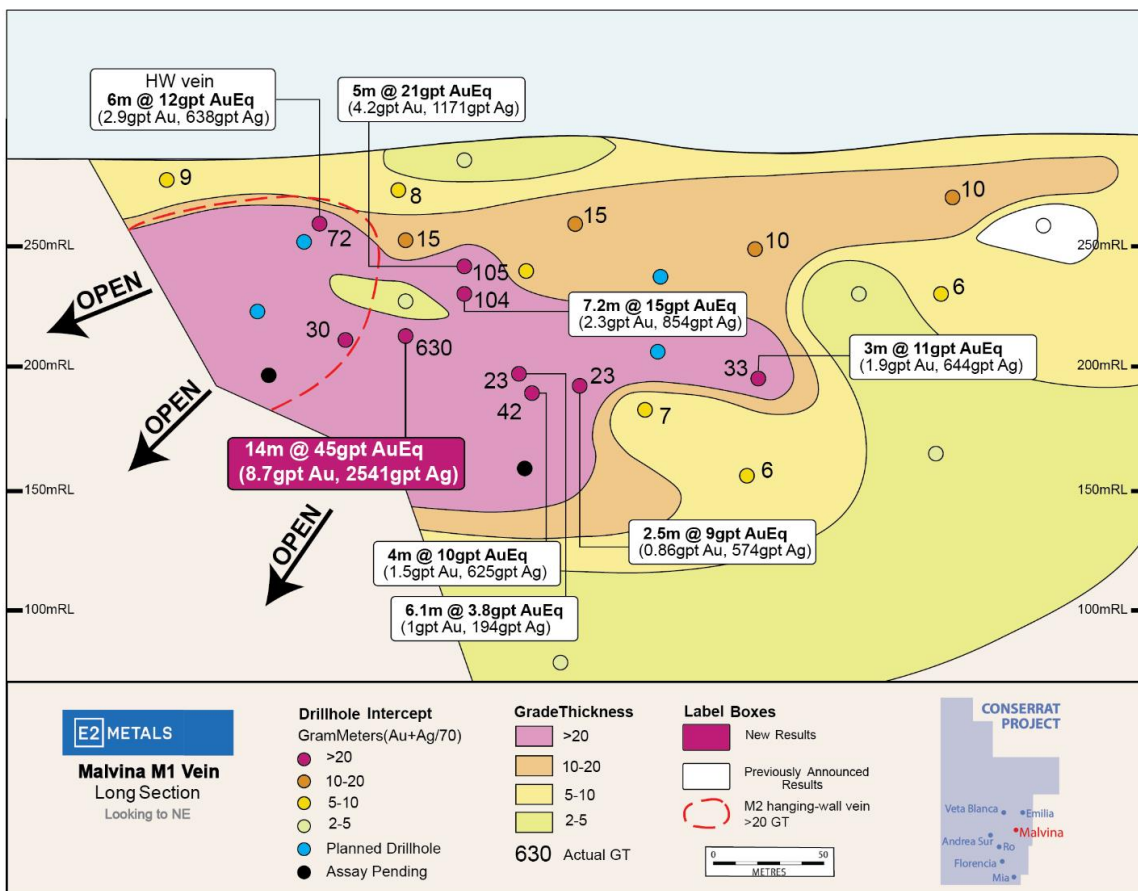 HW vein
6m @ 12gpt AuEq
(2.9gpt Au, 638gpt Ag)
5m @ 21gpt AuEq
(4.2gpt Au, 1171gpt Ag)
9
8
10
15
72
15
10
250mRL
250mRL
105
6
104
OPEN
7.2m @ 15gpt AuEq
(2.3gpt Au, 854gpt Ag)
30
630
3m @ 11gpt AuEq
(1.9gpt Au, 644gpt Ag)
200mRL
200mRL
33
23
23
OPEN
42
7
14m @ 45gpt AuEq
(8.7gpt Au, 2541gpt Ag)
6
150mRL
150mRL
OPEN
2.5m @ 9gpt AuEq
(0.86gpt Au, 574gpt Ag)
4m @ 10gpt AuEq
(1.5gpt Au, 625gpt Ag)
6.1m @ 3.8gpt AuEq
(1gpt Au, 194gpt Ag)
100mRL
100mRL
E2 METALS
Malvina M1 Vein
Long Section
Looking to NE
Drillhole Intercept
GramMeters(Au+Ag/70)
>20
10-20
5-10
2-5
Planned Drillhole
Assay Pending
GradeThickness
>20
10-20
5-10
2-5
630 Actual GT
Label Boxes
New Results
Previously Announced
Results
M2 hanging-wall vein
>20 GT
0 50
METRES
CONSERRAT
PROJECT
Veta Blanca
Emilia
Malvina
Andrea Sur
Ro
Florencia
Mia